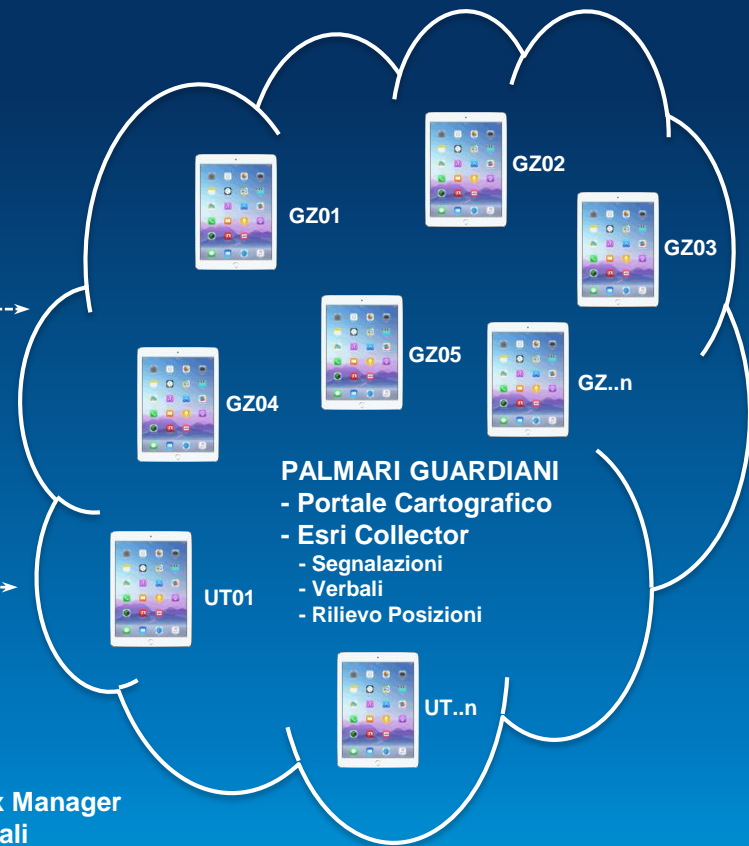 GZ02
GZ01
GZ03
GZ05
GZ..n
GZ04
PALMARI GUARDIANI
- Portale Cartografico
- Esri Collector
- Segnalazioni
- Verbali
- Rilievo Posizioni
UT01
UT..n
x Manager
ali